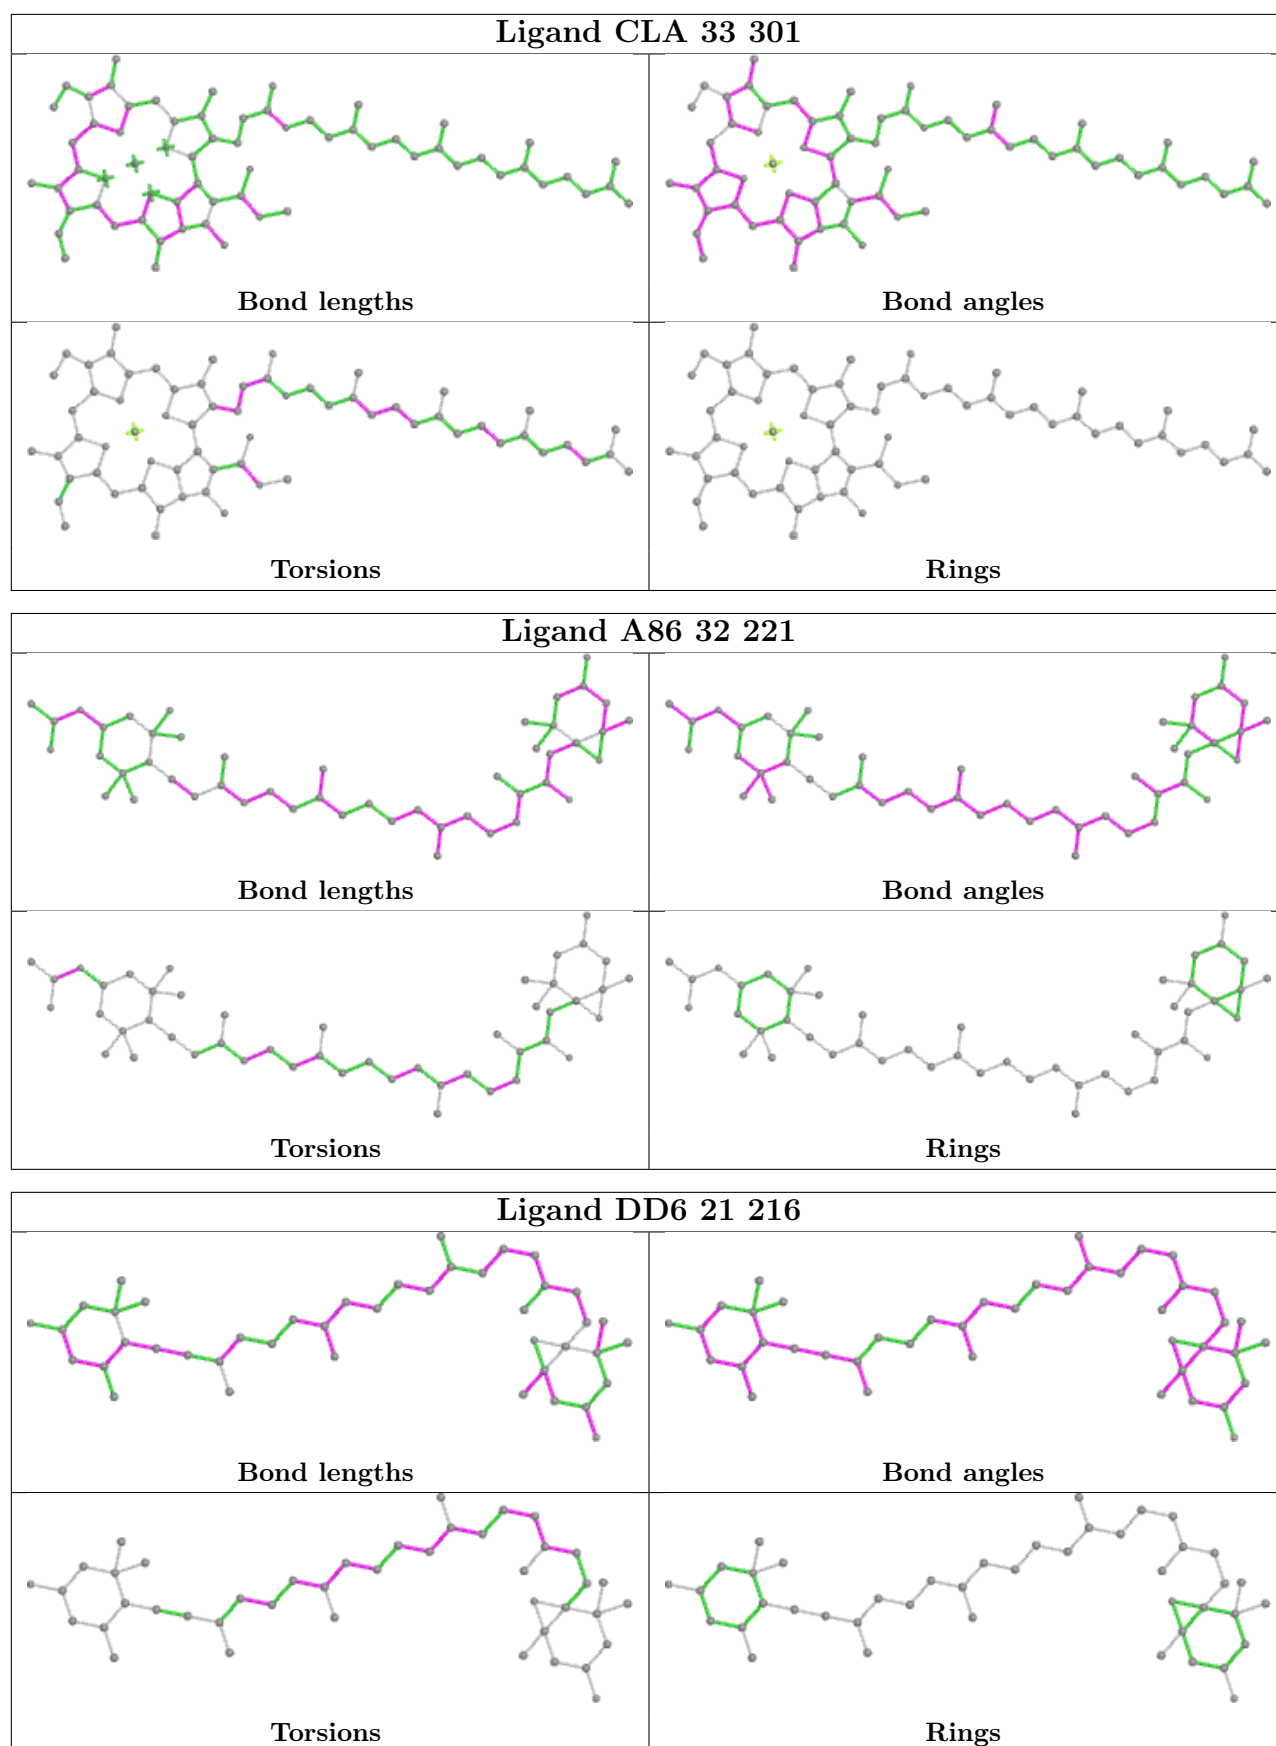 Ligand CLA 33 301
Bond lengths
Bond angles
Torsions
Rings
Ligand A86 32 221
Bond lengths
Bond angles
Torsions
Rings
Ligand DD6 21 216
Bond lengths
Bond angles
Torsions
Rings